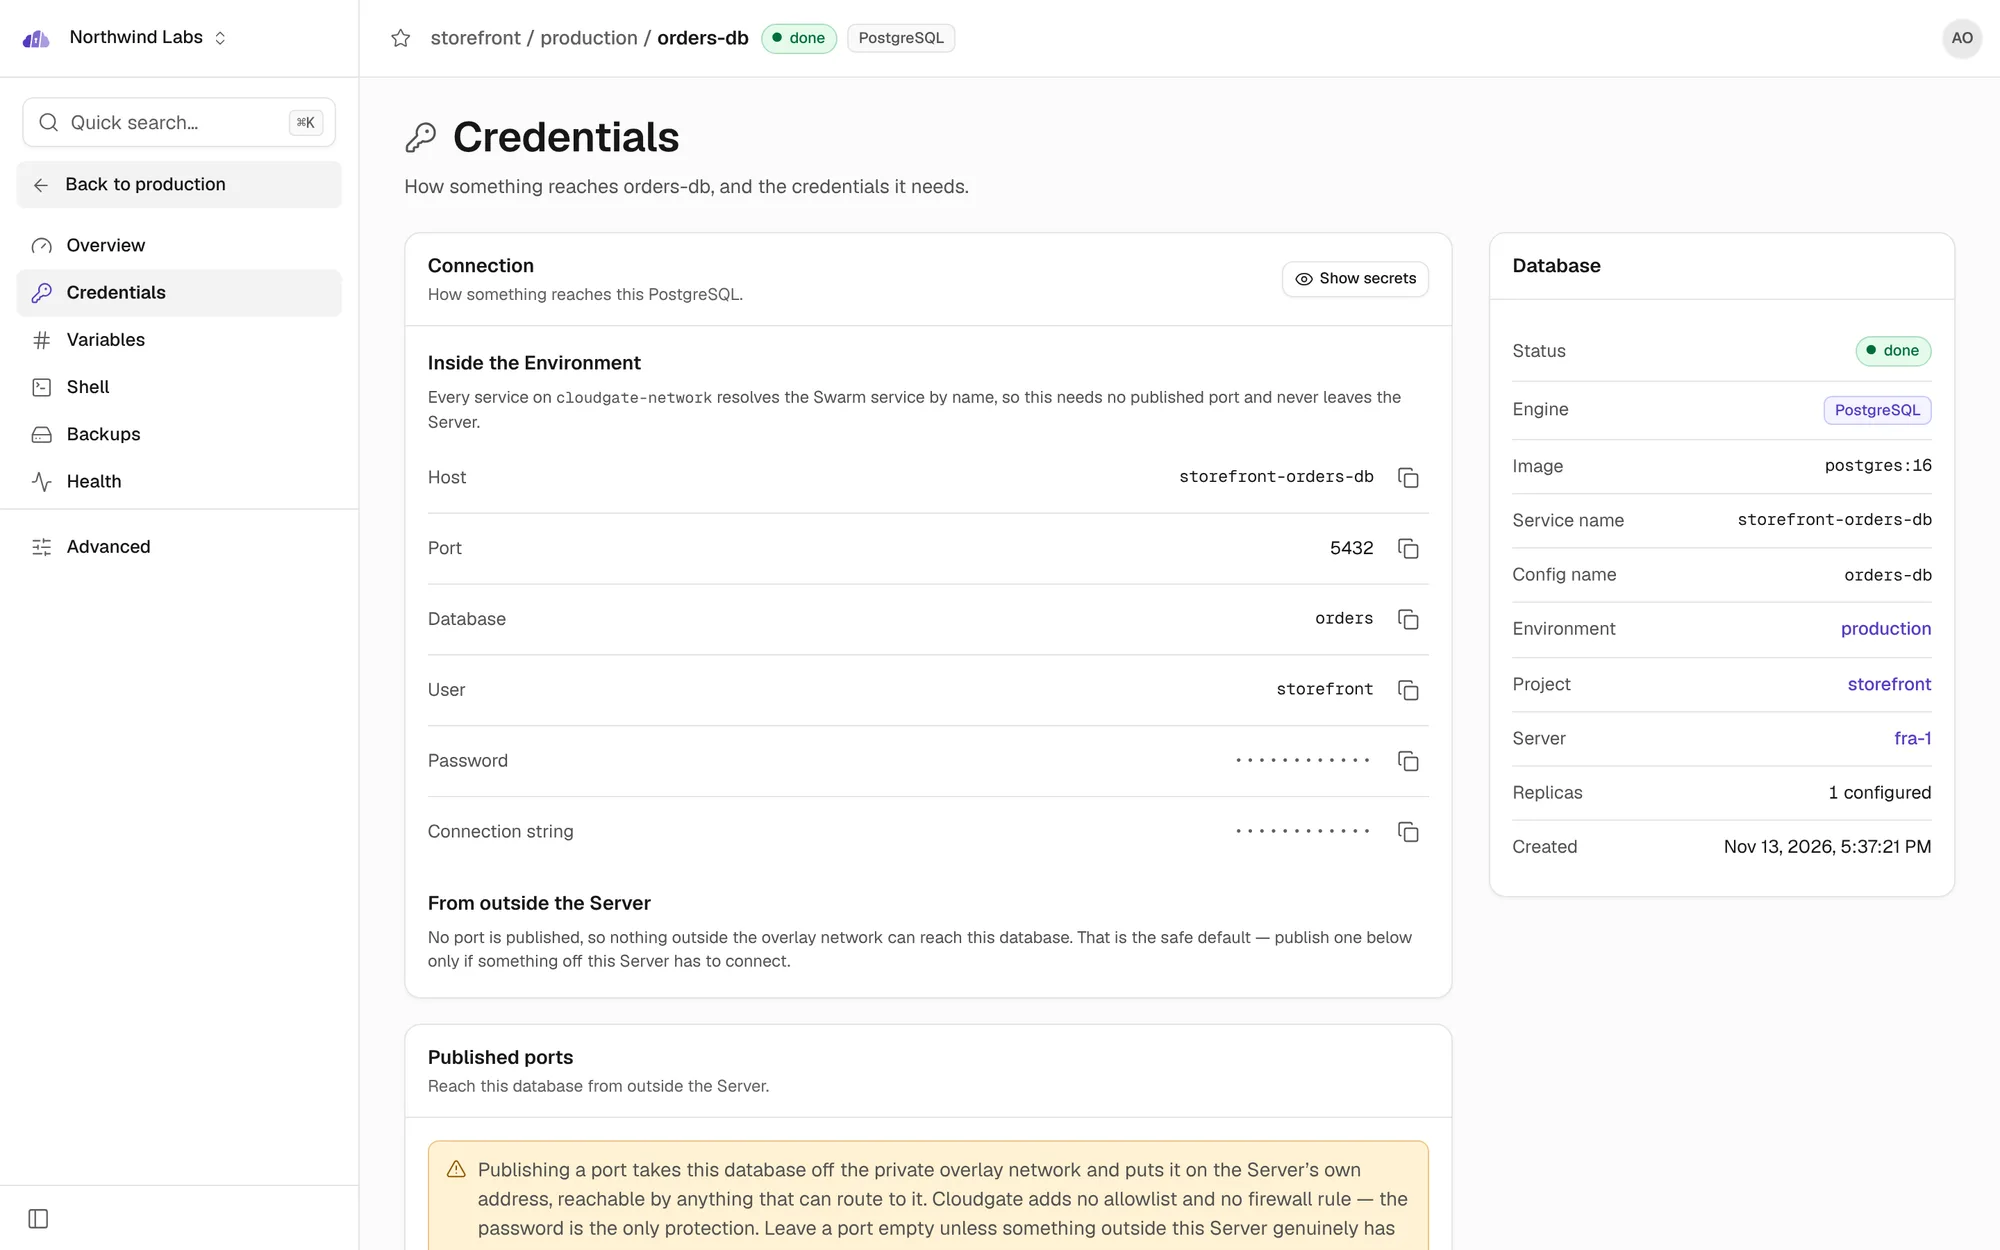 Northwind Labs
storefront / production / orders-db
done
PostgreSQL
AO
Quick search...
⌘K
Back to production
Overview
Credentials
Variables
Shell
Backups
Health
Advanced
Credentials
How something reaches orders-db, and the credentials it needs.
Connection
How something reaches this PostgreSQL.
Show secrets
Inside the Environment
Every service on cloudgate-network resolves the Swarm service by name, so this needs no published port and never leaves the
Server.
Host storefront-orders-db
Port 5432
Database orders
User storefront
Password ············
Connection string ············
From outside the Server
No port is published, so nothing outside the overlay network can reach this database. That is the safe default — publish one below
only if something off this Server has to connect.
Published ports
Reach this database from outside the Server.
Publishing a port takes this database off the private overlay network and puts it on the Server’s own
address, reachable by anything that can route to it. Cloudgate adds no allowlist and no firewall rule — the
password is the only protection. Leave a port empty unless something outside this Server genuinely has
Database
Status done
Engine PostgreSQL
Image postgres:16
Service name storefront-orders-db
Config name orders-db
Environment production
Project storefront
Server fra-1
Replicas 1 configured
Created Nov 13, 2026, 5:37:21 PM